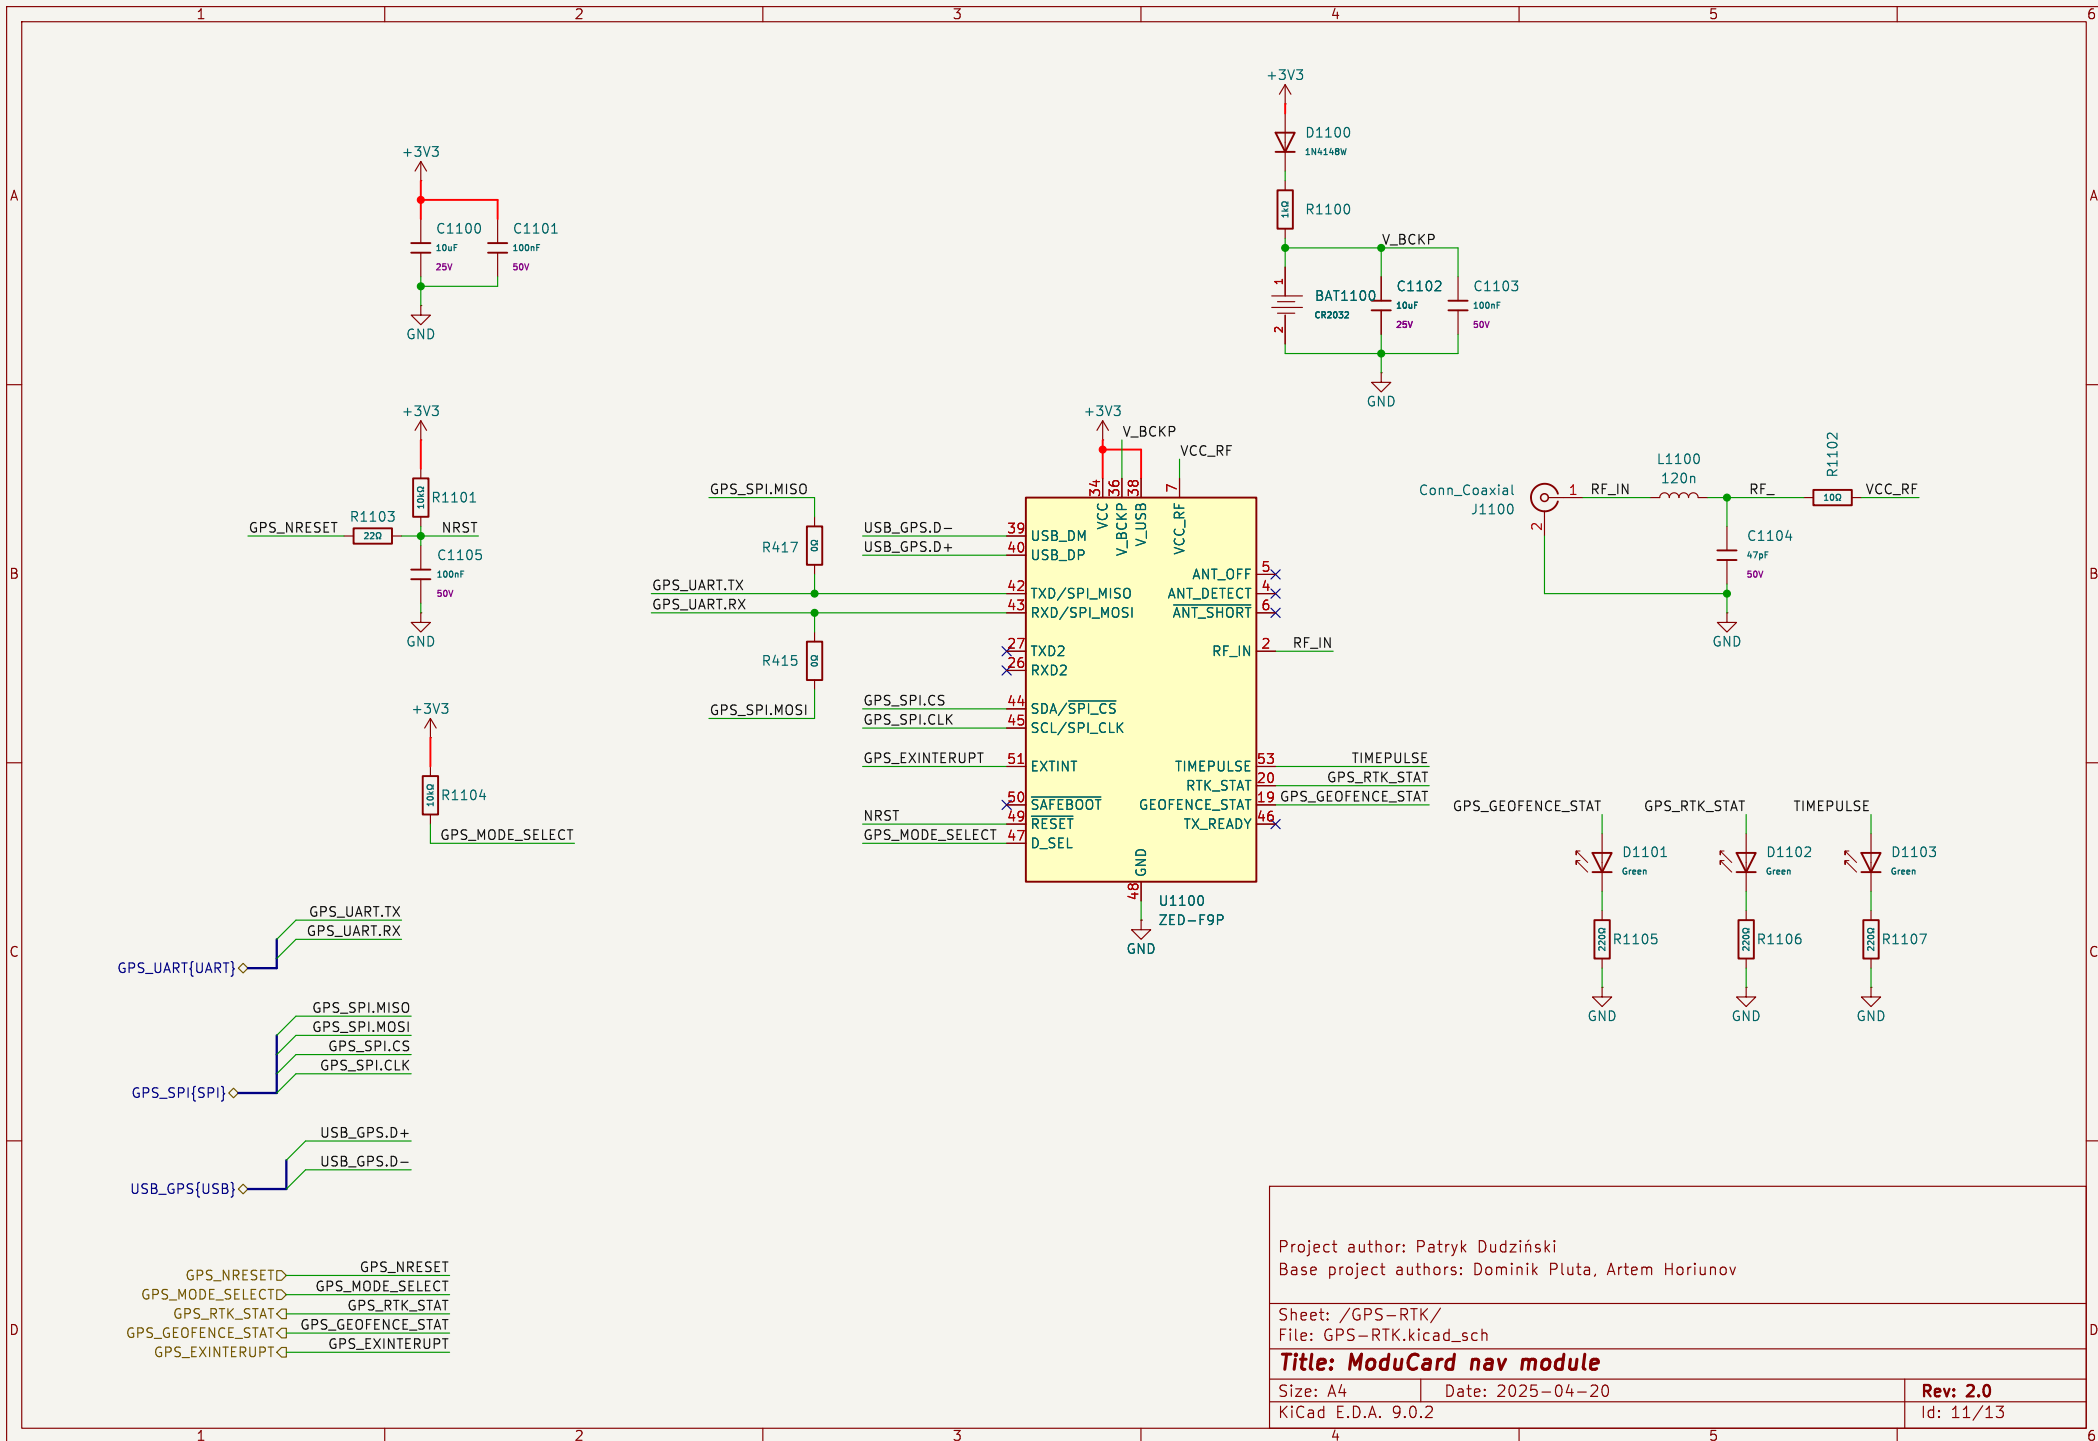 1 2 3 4 5 6
A
B
C
D
A
B
C
D
1 2 3 4 5 6
+3V3
C1100
10uF
25V
C1101
100nF
50V
GND
+3V3
D1100
1N4148W
1kΩ
R1100
V_BCKP
1
2
BAT1100
CR2032
C1102
10uF
25V
C1103
100nF
50V
GND
+3V3
10kΩ
R1101
GPS_NRESET
R1103
22Ω
NRST
C1105
100nF
50V
GND
+3V3
10kΩ
R1104
GPS_MODE_SELECT
GPS_SPI.MISO
R417
0Ω
GPS_UART.TX
GPS_UART.RX
R415
0Ω
GPS_SPI.MOSI
+3V3
V_BCKP
VCC_RF
34
36
38
7
VCC
V_BCKP
V_USB
VCC_RF
USB_GPS.D-
39
USB_DM
USB_GPS.D+
40
USB_DP
42
TXD/SPI_MISO
43
RXD/SPI_MOSI
27
TXD2
26
RXD2
GPS_SPI.CS
44
SDA/SPI_CS
GPS_SPI.CLK
45
SCL/SPI_CLK
GPS_EXINTERUPT
51
EXTINT
50
SAFEBOOT
NRST
49
RESET
GPS_MODE_SELECT
47
D_SEL
ANT_OFF
5
ANT_DETECT
4
ANT_SHORT
6
RF_IN
2
RF_IN
TIMEPULSE
53
TIMEPULSE
RTK_STAT
20
GPS_RTK_STAT
GEOFENCE_STAT
19
GPS_GEOFENCE_STAT
TX_READY
46
GND
48
U1100
ZED-F9P
GND
Conn_Coaxial
J1100
1
2
RF_IN
L1100
120n
RF_
R1102
10Ω
VCC_RF
C1104
47pF
50V
GND
GPS_GEOFENCE_STAT
GPS_RTK_STAT
TIMEPULSE
D1101
Green
D1102
Green
D1103
Green
220Ω
R1105
220Ω
R1106
220Ω
R1107
GND
GND
GND
GPS_UART.TX
GPS_UART.RX
GPS_UART{UART}
GPS_SPI.MISO
GPS_SPI.MOSI
GPS_SPI.CS
GPS_SPI.CLK
GPS_SPI{SPI}
USB_GPS.D+
USB_GPS.D-
USB_GPS{USB}
GPS_NRESET GPS_NRESET
GPS_MODE_SELECT GPS_MODE_SELECT
GPS_RTK_STAT GPS_RTK_STAT
GPS_GEOFENCE_STAT GPS_GEOFENCE_STAT
GPS_EXINTERUPT GPS_EXINTERUPT
Project author: Patryk Dudziński
Base project authors: Dominik Pluta, Artem Horiunov
Sheet: /GPS-RTK/
File: GPS-RTK.kicad_sch
Title: ModuCard nav module
Size: A4 Date: 2025-04-20 Rev: 2.0
KiCad E.D.A. 9.0.2 Id: 11/13